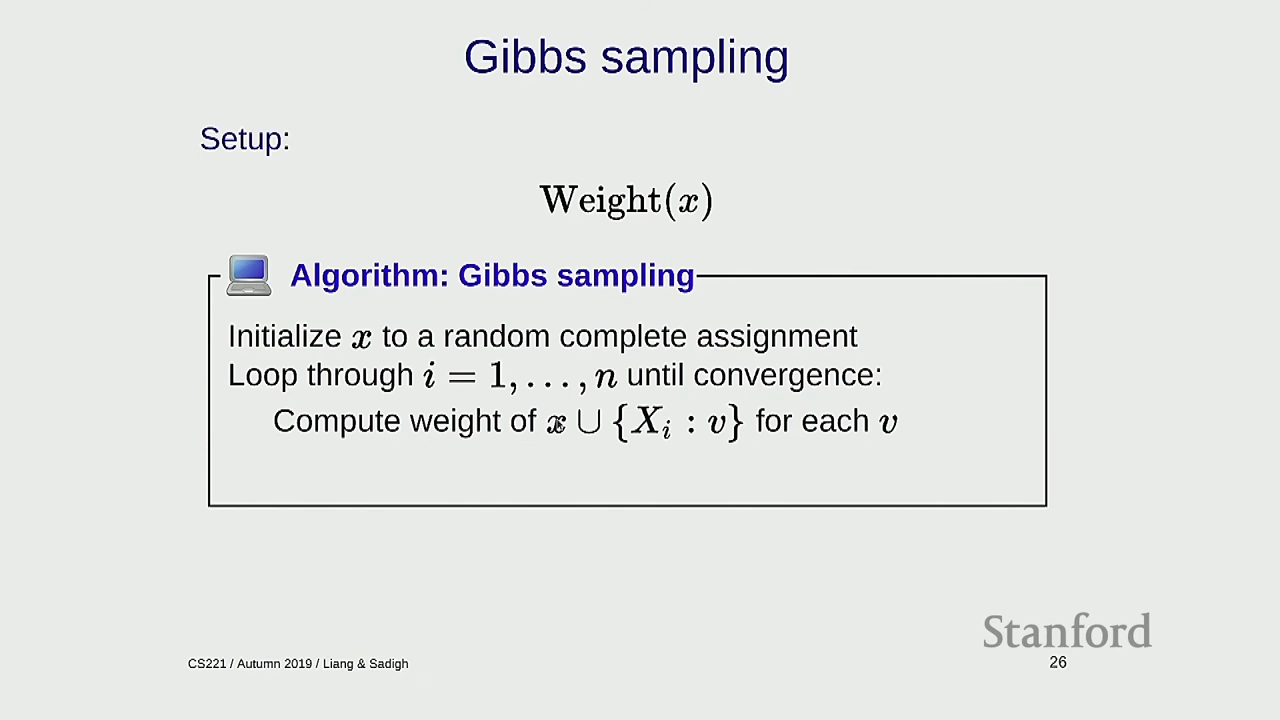 Gibbs sampling
Setup:
Weight(x)
Algorithm: Gibbs sampling
Initialize x to a random complete assignment
Loop through i = 1, . . . , n until convergence:
Compute weight of x ∪ {X_i : v} for each v
Stanford
CS221 / Autumn 2019 / Liang & Sadigh
26